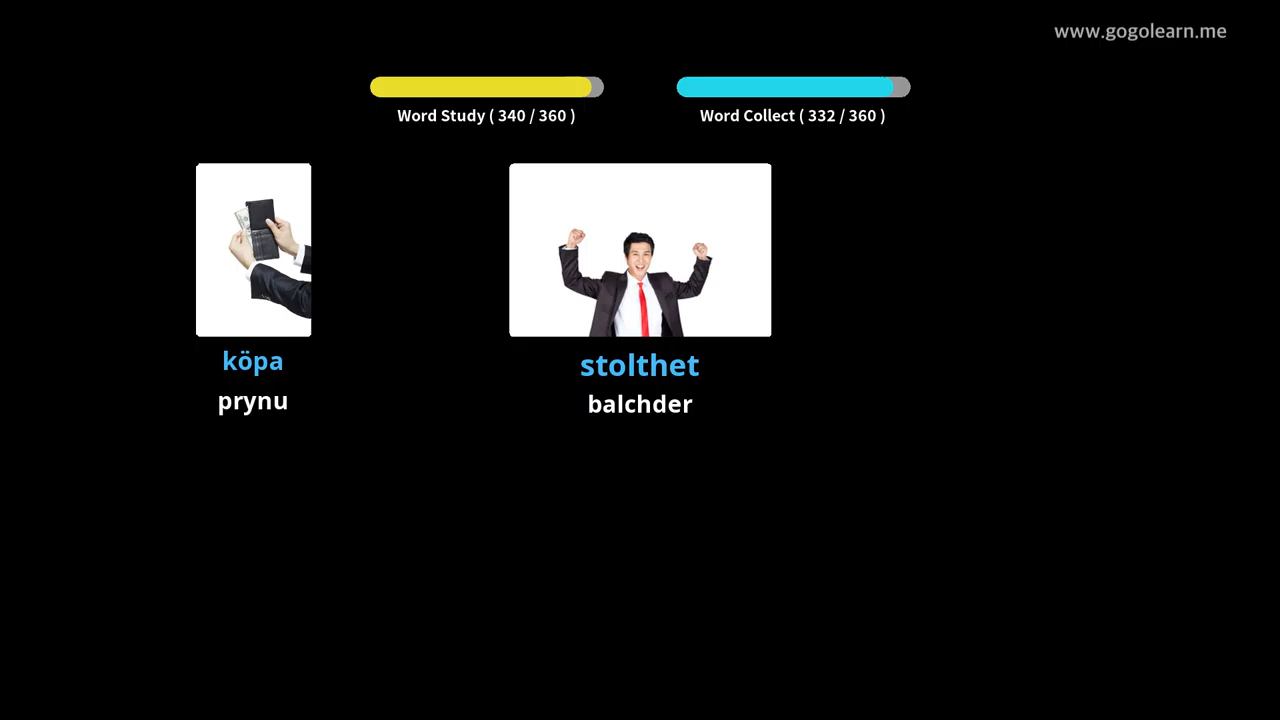 www.gogolearn.me
Word Study ( 340 / 360 )
Word Collect ( 332 / 360 )
köpa
prynu
stolthet
balchder